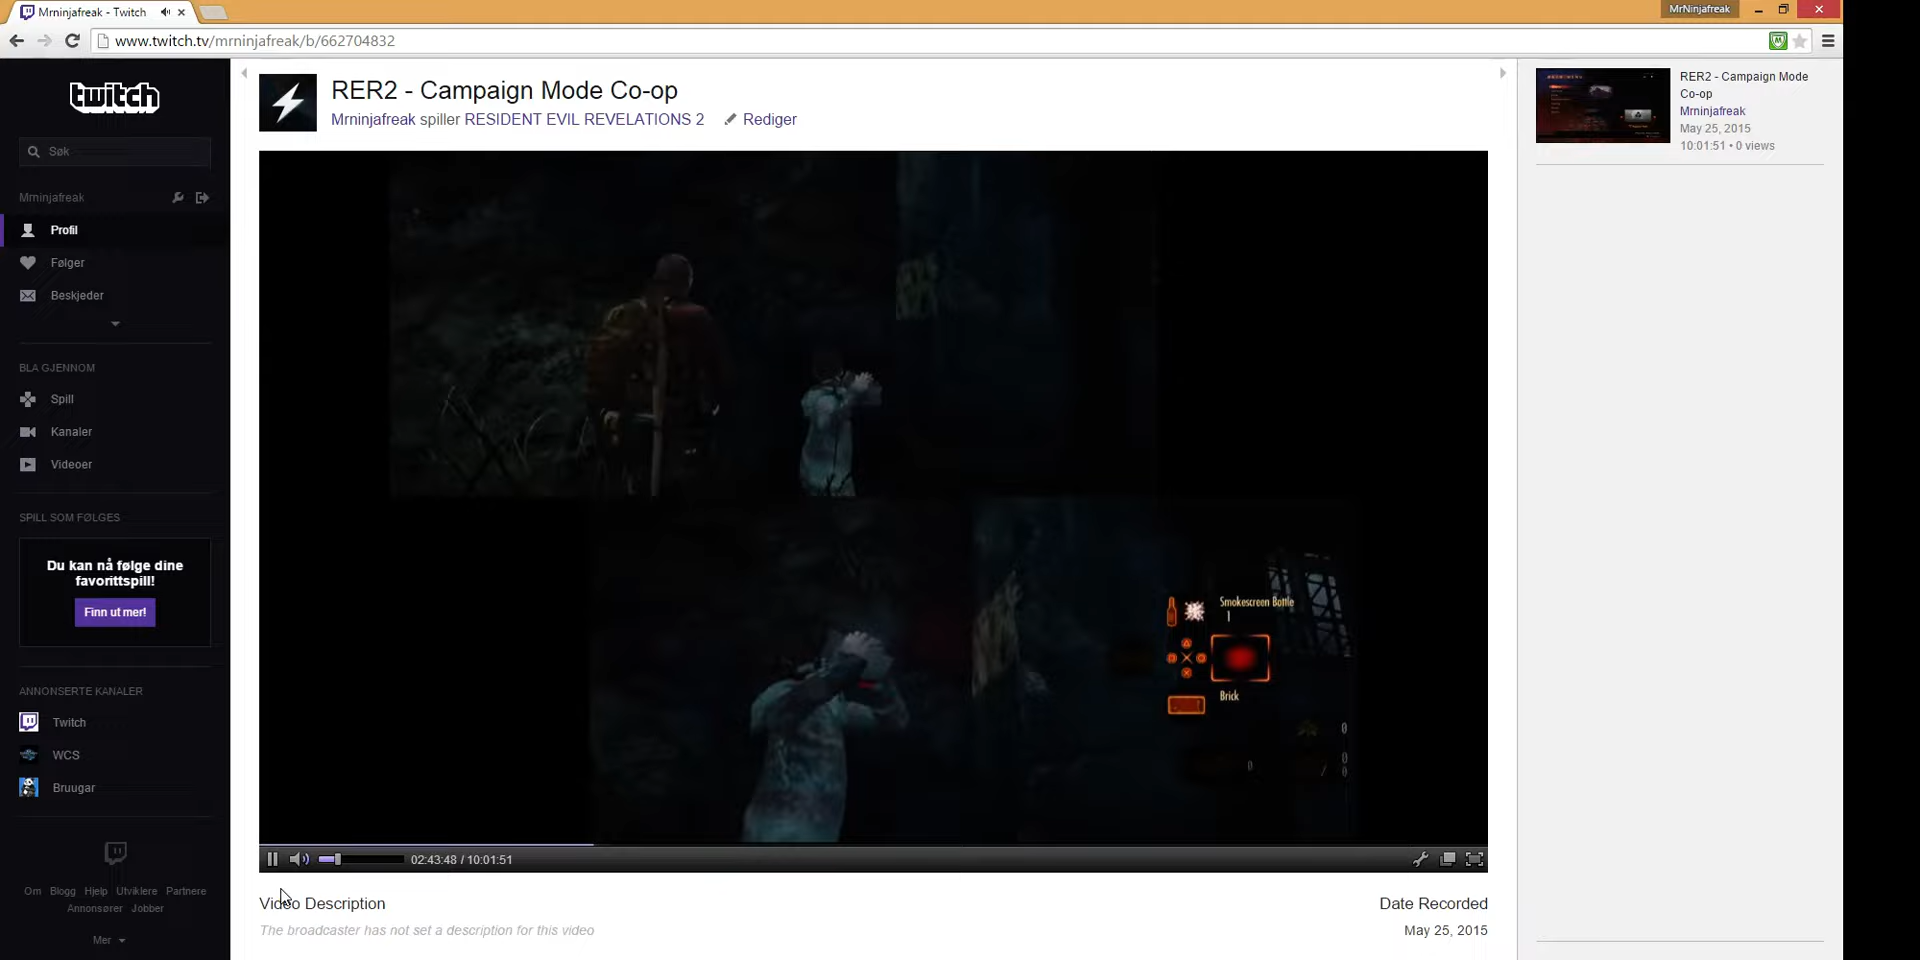 Mrninjafreak - Twitch
MrNinjafreak
www.twitch.tv/mrninjafreak/b/662704832
twitch
Søk
Mrninjafreak
Profil
Følger
Beskjeder
BLA GJENNOM
Spill
Kanaler
Videoer
SPILL SOM FØLGES
Du kan nå følge dine
favorittspill!
Finn ut mer!
ANNONSERTE KANALER
Twitch
WCS
Bruugar
Om Blogg Hjelp Utviklere Partnere
Annonsører Jobber
Mer
RER2 - Campaign Mode Co-op
Mrninjafreak spiller RESIDENT EVIL REVELATIONS 2 Rediger
Smokescreen Bottle
1
Brick
0
0
0 /
0
02:43:48 / 10:01:51
Video Description
Date Recorded
The broadcaster has not set a description for this video
May 25, 2015
RER2 - Campaign Mode
Co-op
Mrninjafreak
May 25, 2015
10:01:51 • 0 views